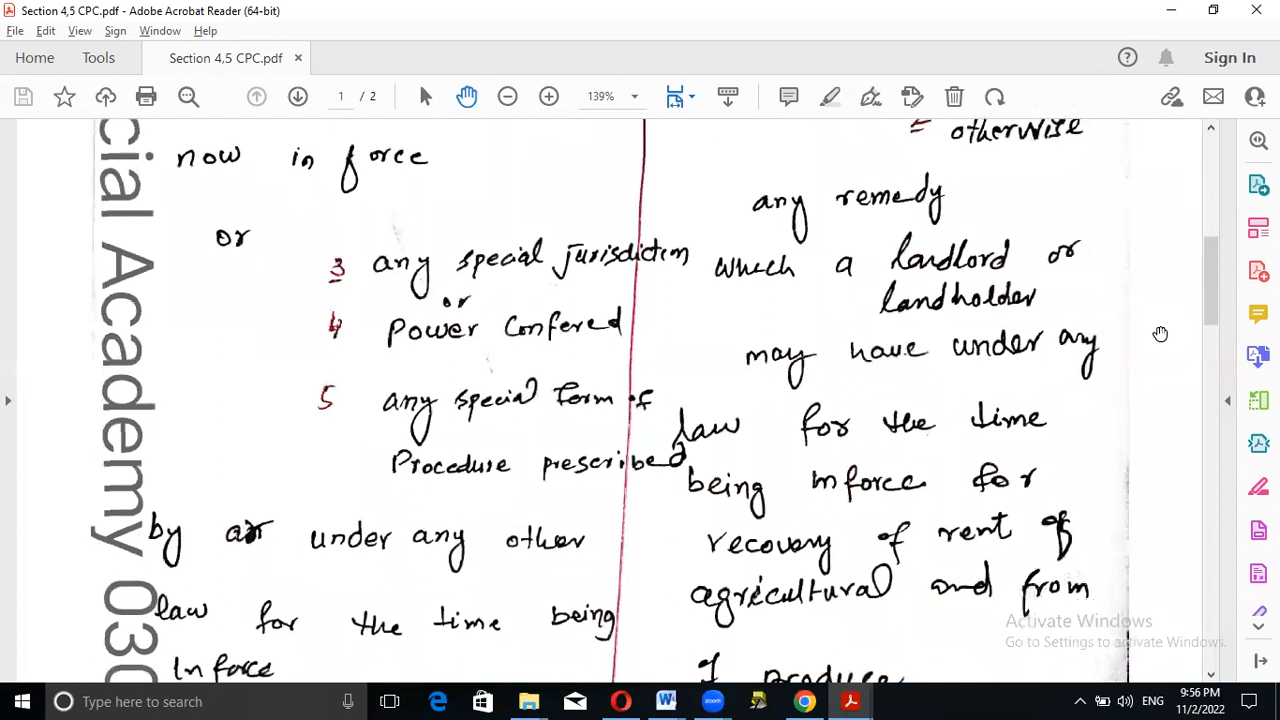 Section 4,5 CPC.pdf - Adobe Acrobat Reader (64-bit)
File Edit View Sign Window Help
Home Tools Section 4,5 CPC.pdf × Sign In
1 / 2 139%
now in force
or
3 any special jurisdiction
or
4 Power Confered
5 any special form of
Procedure prescribed
by or under any other
law for the time being
Inforce
otherwise
any remedy
which a landlord or
landholder
may have under any
law for the time
being inforce for
recovery of rent of
agricultural and from
produce
cial Academy 030
Activate Windows
Go to Settings to activate Windows.
Type here to search
ENG
9:56 PM
11/2/2022